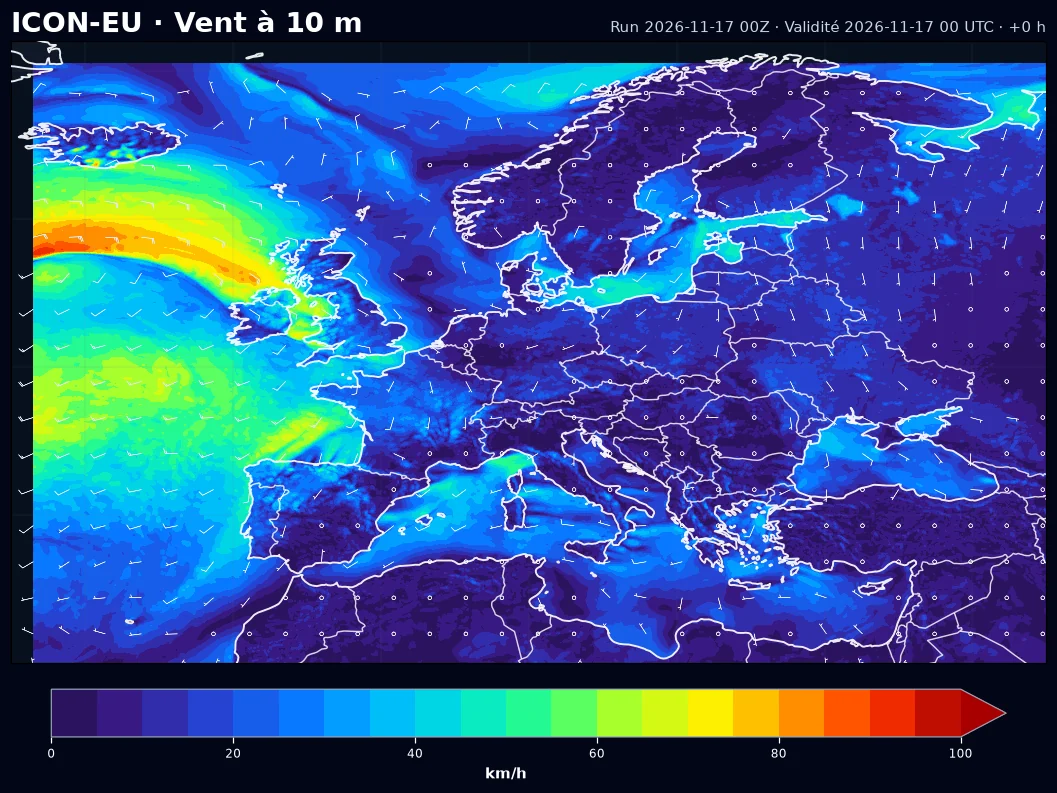 ICON-EU · Vent à 10 m
Run 2026-11-17 00Z · Validité 2026-11-17 00 UTC · +0 h
0 20 40 60 80 100
km/h